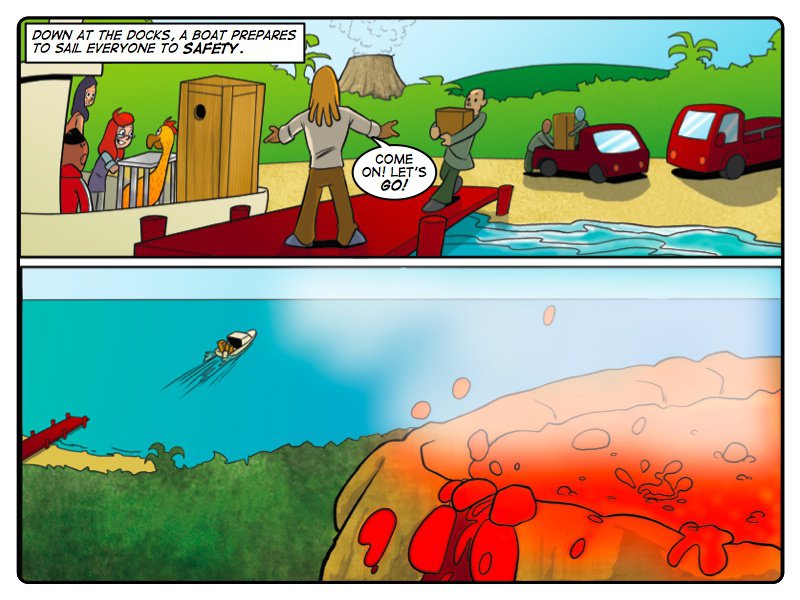 DOWN AT THE DOCKS, A BOAT PREPARES
TO SAIL EVERYONE TO SAFETY.
COME
ON! LET'S
GO!